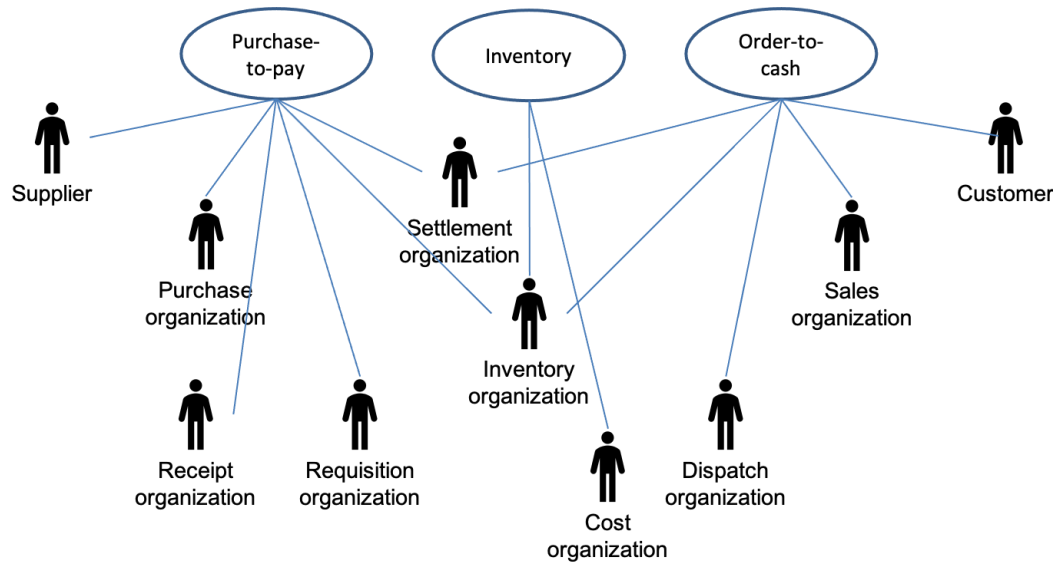 Purchase-
to-pay
Inventory
Order-to-
cash
Supplier
Customer
Settlement
organization
Purchase
organization
Sales
organization
Inventory
organization
Receipt
organization
Requisition
organization
Dispatch
organization
Cost
organization